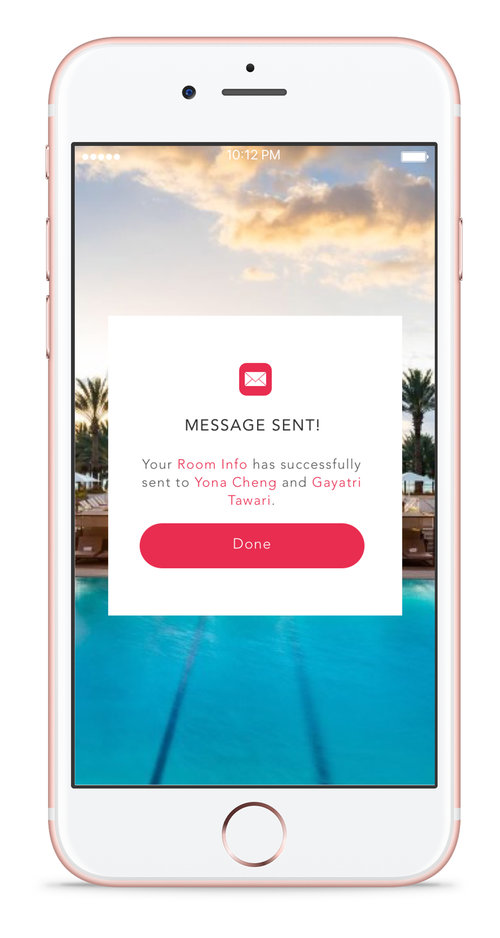 10:12 PM
MESSAGE SENT!
Your Room Info has successfully
sent to Yona Cheng and Gayatri
Tawari.
Done